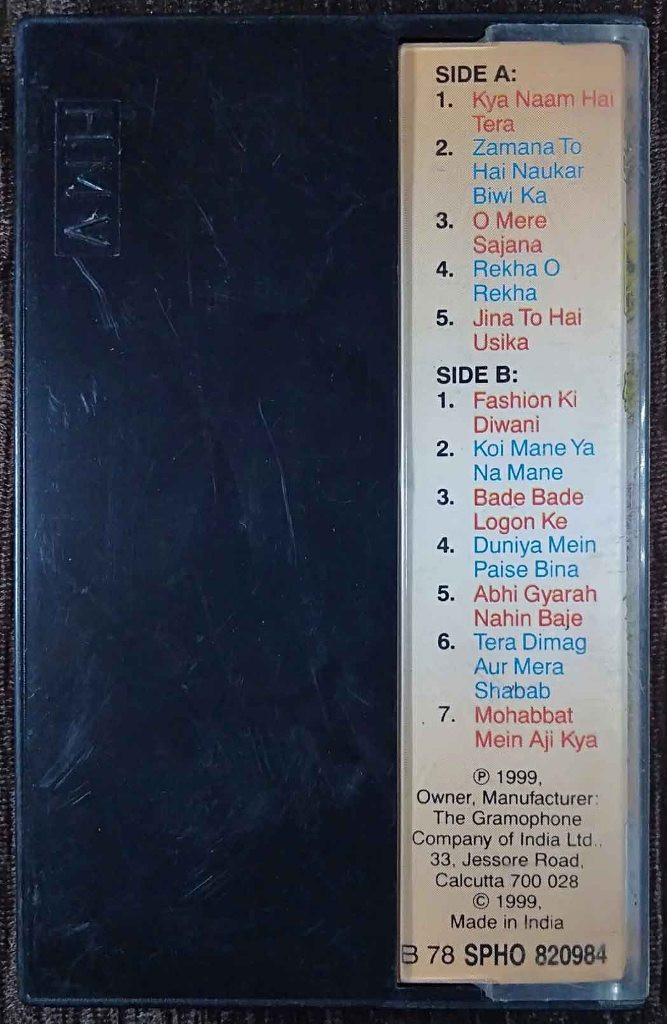 HMV
SIDE A:
1. Kya Naam Hai
Tera
2. Zamana To
Hai Naukar
Biwi Ka
3. O Mere
Sajana
4. Rekha O
Rekha
5. Jina To Hai
Usika
SIDE B:
1. Fashion Ki
Diwani
2. Koi Mane Ya
Na Mane
3. Bade Bade
Logon Ke
4. Duniya Mein
Paise Bina
5. Abhi Gyarah
Nahin Baje
6. Tera Dimag
Aur Mera
Shabab
7. Mohabbat
Mein Aji Kya
℗ 1999,
Owner, Manufacturer:
The Gramophone
Company of India Ltd.,
33, Jessore Road,
Calcutta 700 028
© 1999,
Made in India
B 78 SPHO 820984